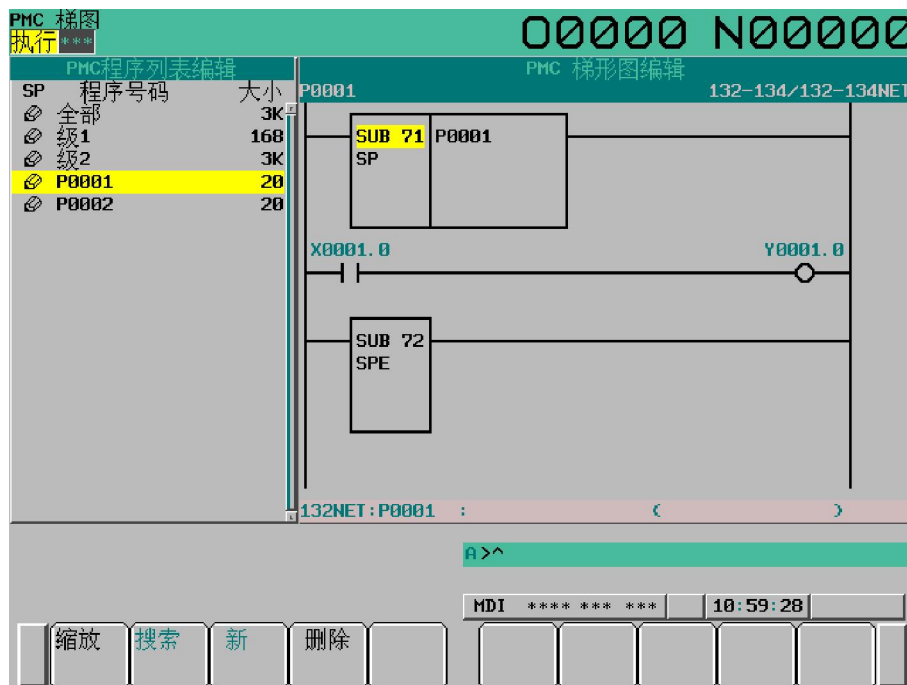 PMC 梯图
执行 ***
O0000 N0000
PMC程序列表编辑
SP 程序号码 大小
全部 3K
级1 168
级2 3K
P0001 20
P0002 20
PMC 梯形图编辑
P0001 132-134/132-134NET
SUB 71 P0001
SP
X0001.0 Y0001.0
SUB 72
SPE
132NET:P0001 : ( )
A>^
MDI **** *** *** 10:59:28
缩放 搜索 新 删除